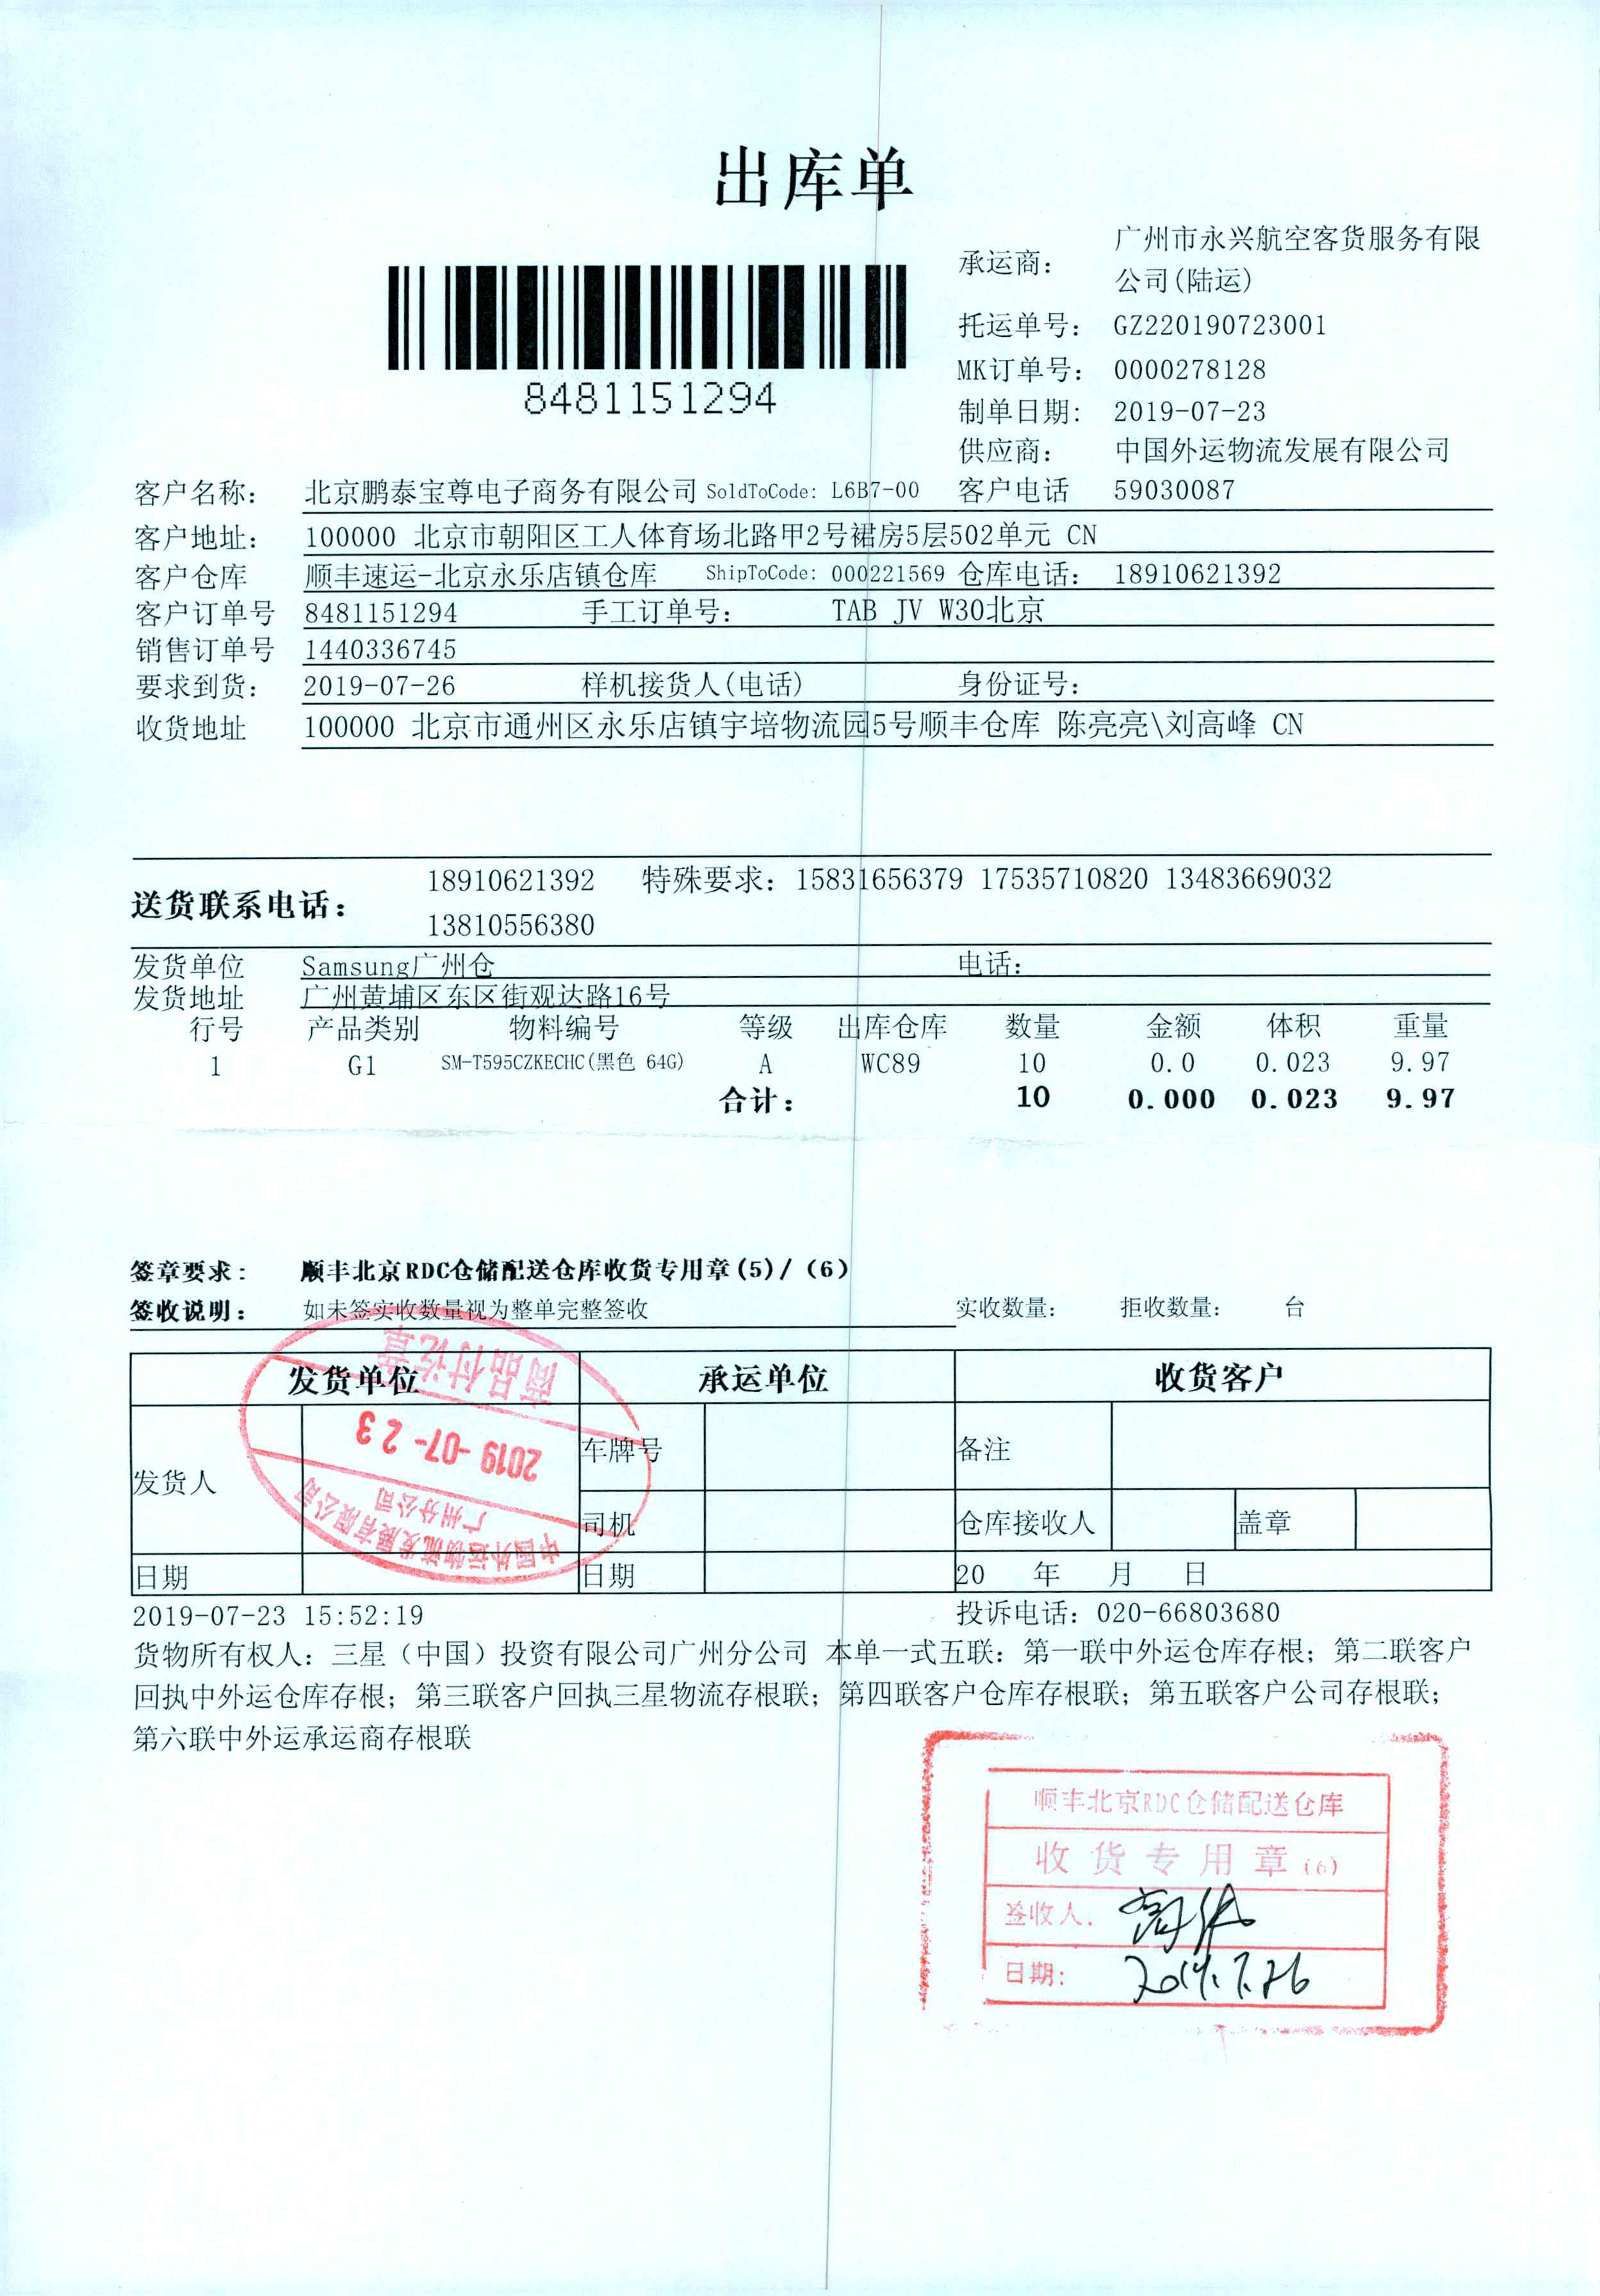 出库单
承运商： 广州市永兴航空客货服务有限
公司(陆运)
8481151294
托运单号： GZ220190723001
MK订单号： 0000278128
制单日期： 2019-07-23
供应商： 中国外运物流发展有限公司
客户名称： 北京鹏泰宝尊电子商务有限公司 SoldToCode: L6B7-00 客户电话 59030087
客户地址： 100000 北京市朝阳区工人体育场北路甲2号裙房5层502单元 CN
客户仓库 顺丰速运-北京永乐店镇仓库 ShipToCode: 000221569 仓库电话： 18910621392
客户订单号 8481151294 手工订单号： TAB JV W30北京
销售订单号 1440336745
要求到货： 2019-07-26 样机接货人(电话) 身份证号：
收货地址 100000 北京市通州区永乐店镇宇培物流园5号顺丰仓库 陈亮亮\刘高峰 CN
送货联系电话： 18910621392 特殊要求：15831656379 17535710820 13483669032
13810556380
发货单位 Samsung广州仓 电话：
发货地址 广州黄埔区东区街观达路16号
行号 产品类别 物料编号 等级 出库仓库 数量 金额 体积 重量
1 G1 SM-T595CZKECHC(黑色 64G) A WC89 10 0.0 0.023 9.97
合计： 10 0.000 0.023 9.97
签章要求： 顺丰北京RDC仓储配送仓库收货专用章(5)/（6）
签收说明： 如未签实收数量视为整单完整签收 实收数量： 拒收数量： 台
发货单位 承运单位 收货客户
发货人 车牌号 备注
司机 仓库接收人 盖章
日期 日期 20 年 月 日
商品付讫章
2019-07-23
广州分公司
中国外运物流发展有限公司
2019-07-23 15:52:19 投诉电话：020-66803680
货物所有权人：三星（中国）投资有限公司广州分公司 本单一式五联：第一联中外运仓库存根；第二联客户
回执中外运仓库存根；第三联客户回执三星物流存根联；第四联客户仓库存根联；第五联客户公司存根联；
第六联中外运承运商存根联
顺丰北京RDC仓储配送仓库
收货专用章(6)
签收人.
日期： 2019.7.26